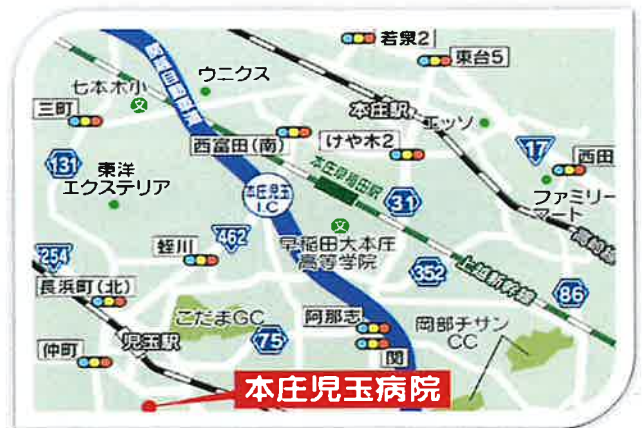 若泉2
東台5
ウニクス
七本木小
文
三町
関越自動車道
本庄駅
エッソ
西富田(南)
けや木2
17
西田
131
東洋
エクステリア
本庄早稲田駅
本庄児玉
I.C
31
ファミリー
マート
高崎線
文
462
早稲田大本庄
高等学院
254
蛭川
352
上越新幹線
86
長浜町(北)
こだまGC
阿那志
岡部チサン
CC
仲町
児玉駅
75
関
本庄児玉病院